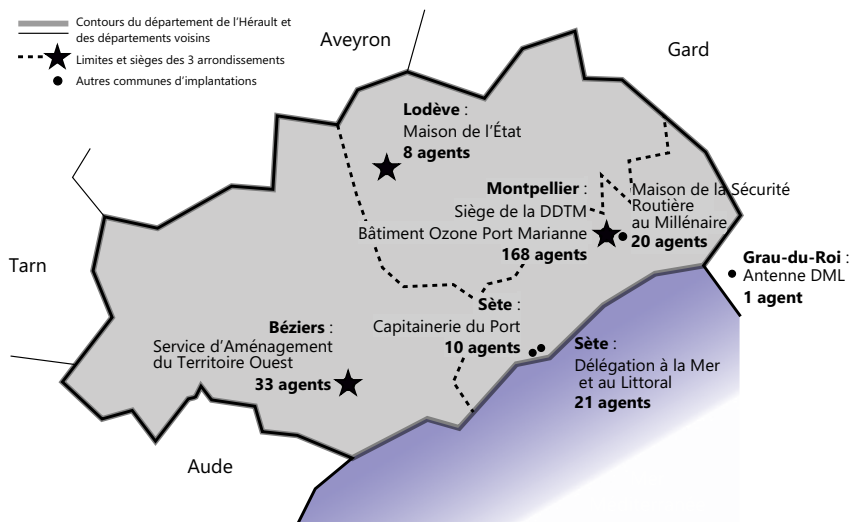 Contours du département de l'Hérault et
des départements voisins
Limites et sièges des 3 arrondissements
Autres communes d'implantations
Aveyron
Gard
Lodève :
Maison de l'État
8 agents
Montpellier :
Siège de la DDTM
Bâtiment Ozone Port Marianne
168 agents
Maison de la Sécurité
Routière
au Millénaire
20 agents
Tarn
Grau-du-Roi :
Antenne DML
1 agent
Sète :
Capitainerie du Port
10 agents
Béziers :
Service d'Aménagement
du Territoire Ouest
33 agents
Sète :
Délégation à la Mer
et au Littoral
21 agents
Aude